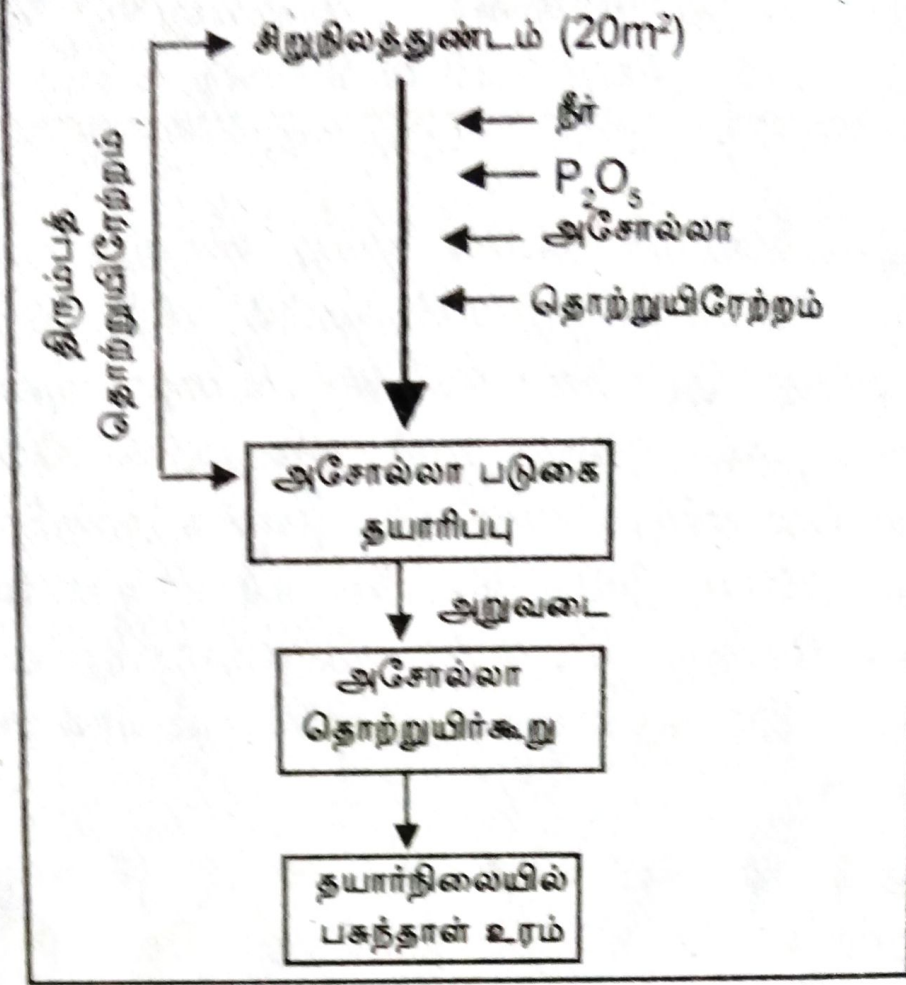 சிறுநிலத்துண்டம் (20m²)
நீர்
P₂O₅
அசோல்லா
தொற்றுயிரேற்றம்
திரும்பத்
தொற்றுயிரேற்றம்
அசோல்லா படுகை
தயாரிப்பு
அறுவடை
அசோல்லா
தொற்றுயிர்கூறு
தயார்நிலையில்
பசுந்தாள் உரம்